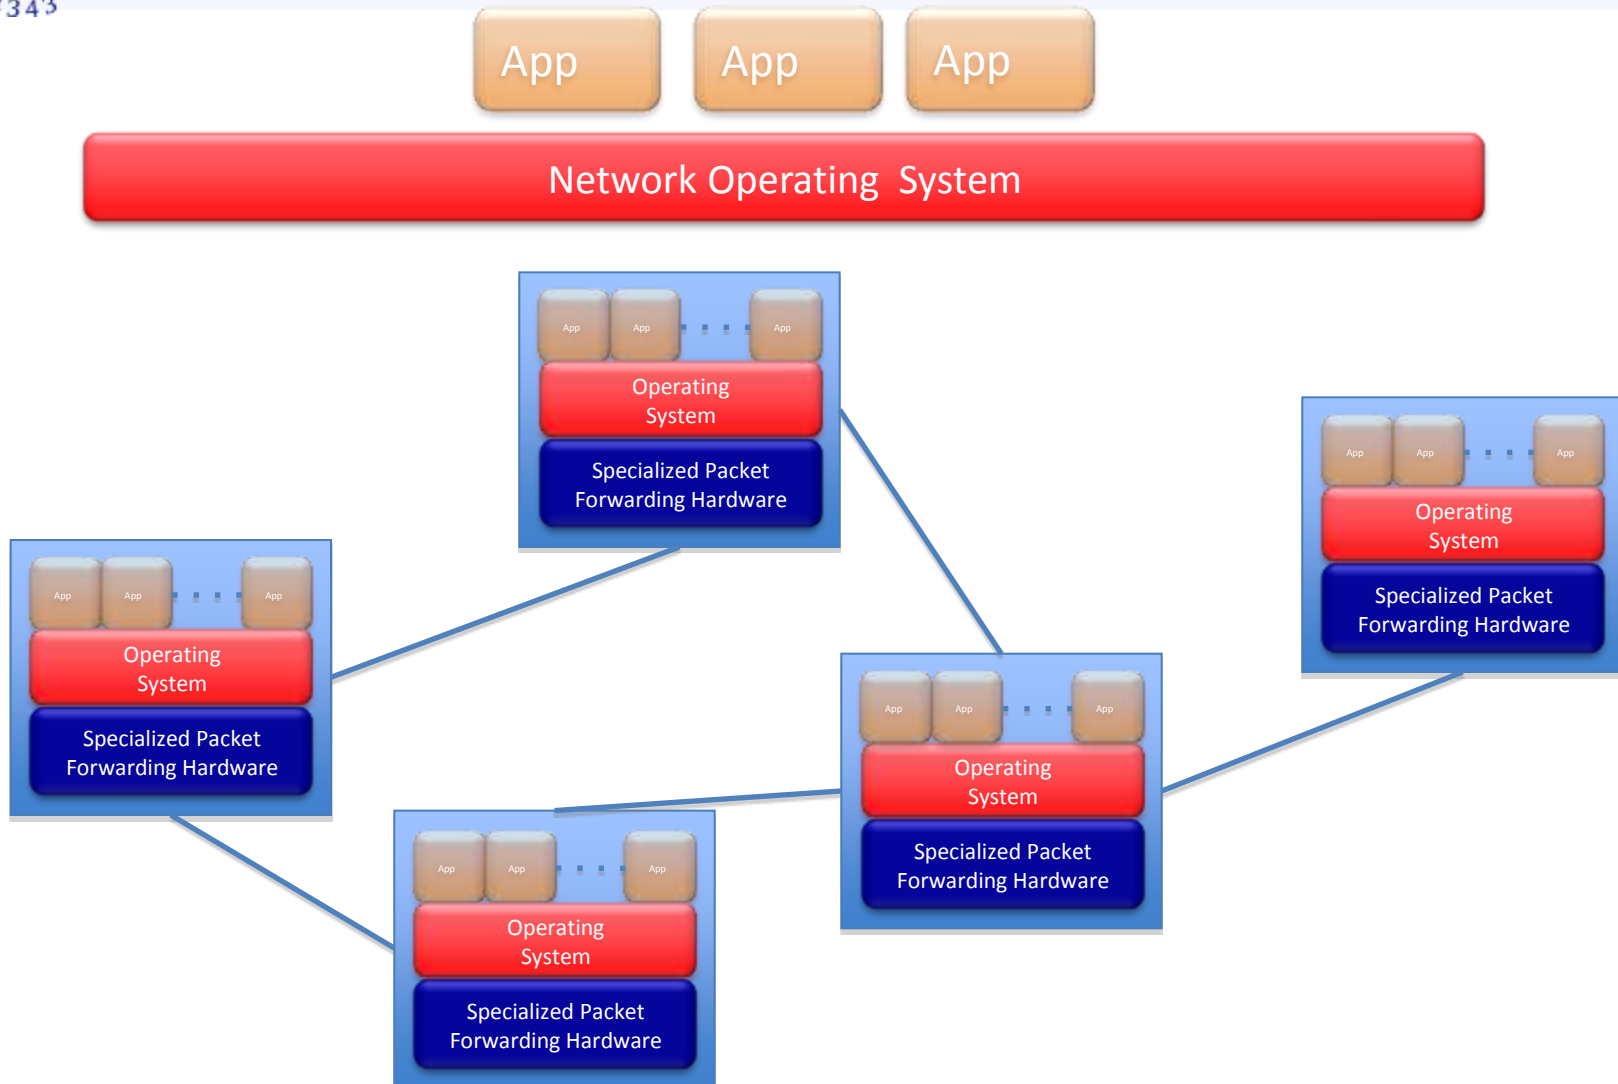 343
App App App
Network Operating System
App App App
Operating
System
Specialized Packet
Forwarding Hardware
App App App
Operating
System
Specialized Packet
Forwarding Hardware
App App App
Operating
System
Specialized Packet
Forwarding Hardware
App App App
Operating
System
Specialized Packet
Forwarding Hardware
App App App
Operating
System
Specialized Packet
Forwarding Hardware